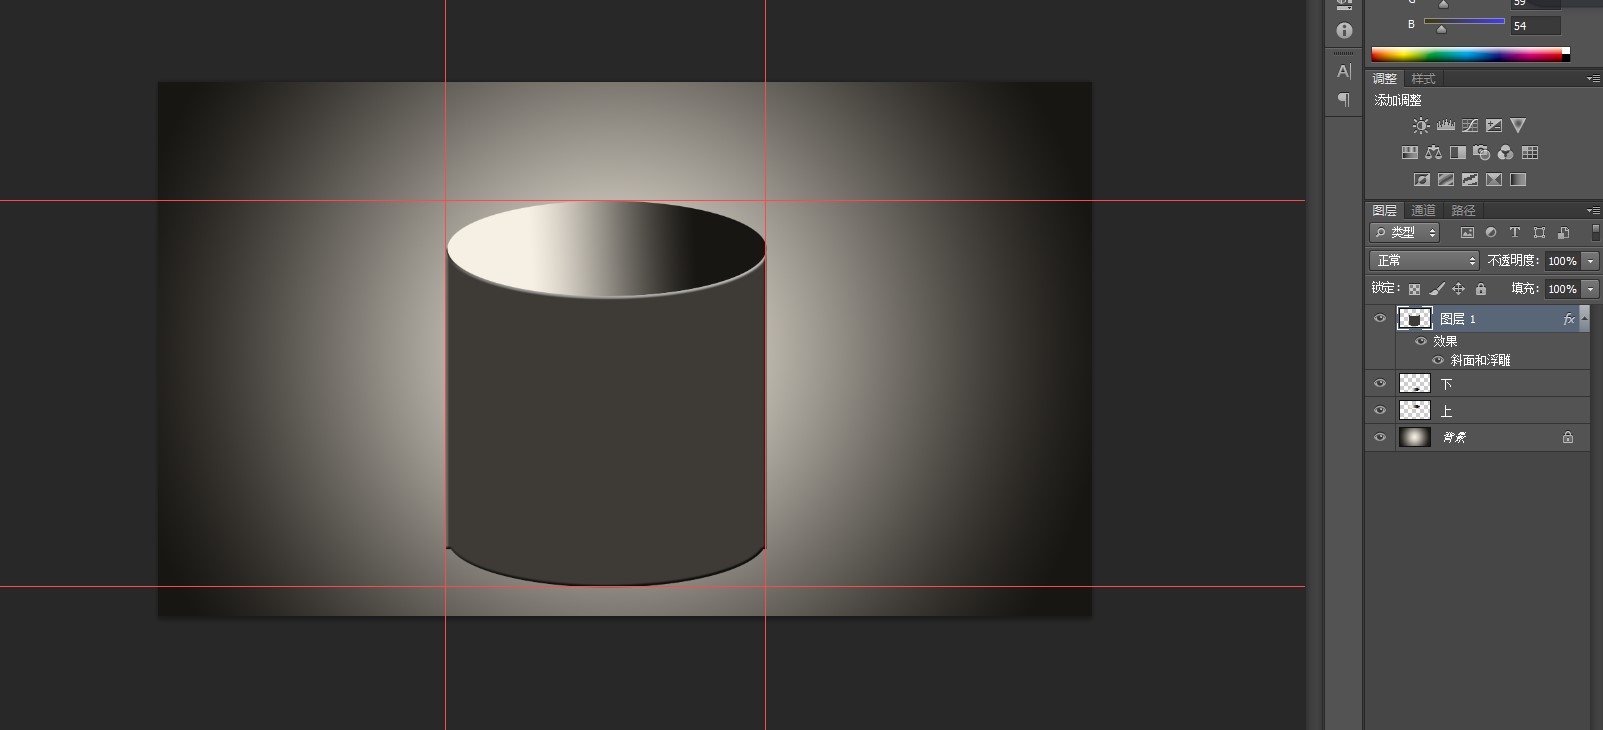 59
B 54
A
调整 样式
添加调整
图层 通道 路径
类型 T
正常 不透明度: 100%
锁定: 填充: 100%
图层 1 fx
效果
斜面和浮雕
下
上
背景